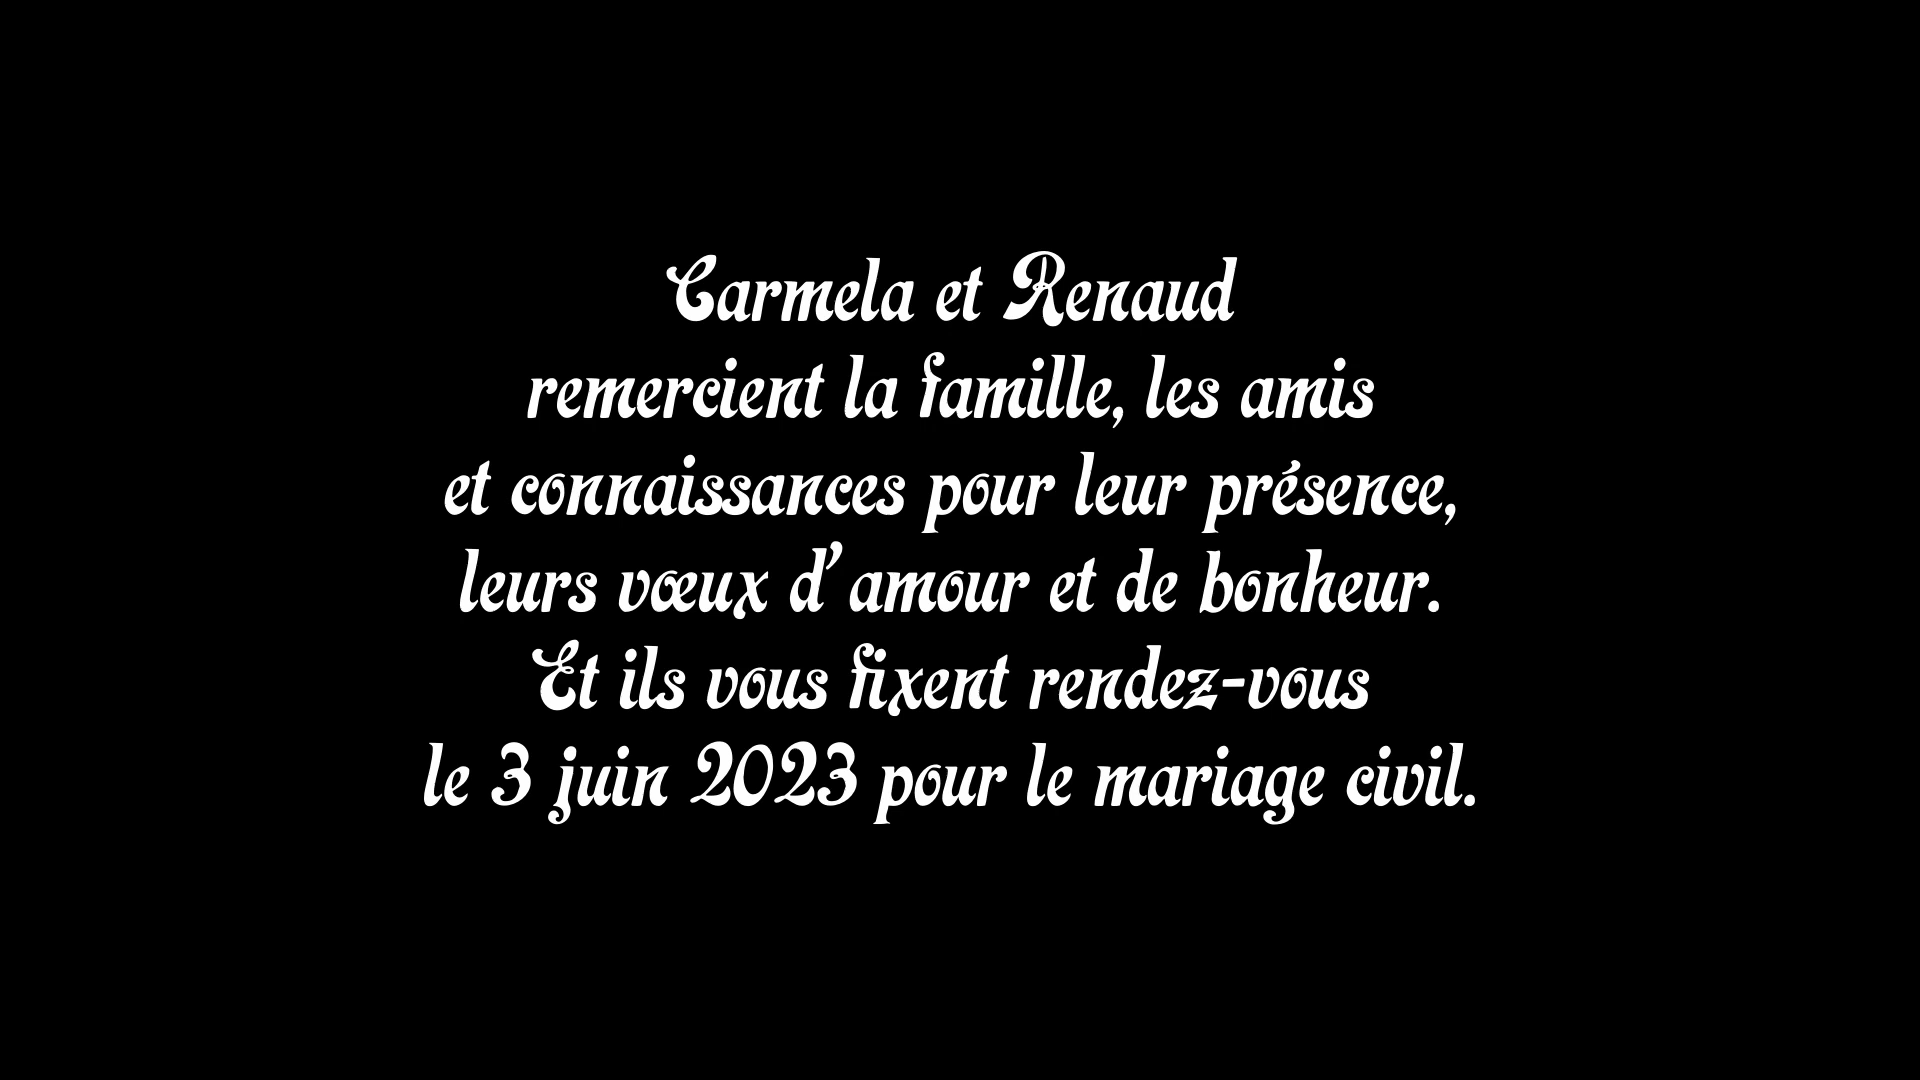 Carmela et Renaud
remercient la famille, les amis
et connaissances pour leur présence,
leurs vœux d’amour et de bonheur.
Et ils vous fixent rendez-vous
le 3 juin 2023 pour le mariage civil.